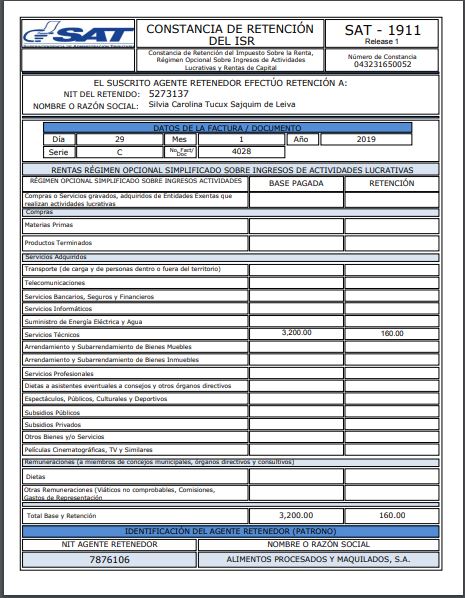 SAT
SUPERINTENDENCIA DE ADMINISTRACIÓN TRIBUTARIA
CONSTANCIA DE RETENCIÓN
DEL ISR
SAT - 1911
Release 1
Constancia de Retención del Impuesto Sobre la Renta,
Régimen Opcional Sobre Ingresos de Actividades
Lucrativas y Rentas de Capital
Número de Constancia
043231650052
EL SUSCRITO AGENTE RETENEDOR EFECTÚO RETENCIÓN A:
NIT DEL RETENIDO: 5273137
NOMBRE O RAZÓN SOCIAL: Silvia Carolina Tucux Sajquim de Leiva
DATOS DE LA FACTURA / DOCUMENTO
Día 29 Mes 1 Año 2019
Serie C No. Fact/ Doc 4028
RENTAS RÉGIMEN OPCIONAL SIMPLIFICADO SOBRE INGRESOS DE ACTIVIDADES LUCRATIVAS
RÉGIMEN OPCIONAL SIMPLIFICADO SOBRE INGRESOS ACTIVIDADES BASE PAGADA RETENCIÓN
Compras o Servicios gravados, adquiridos de Entidades Exentas que
realizan actividades lucrativas
Compras
Materias Primas
Productos Terminados
Servicios Adquiridos
Transporte (de carga y de personas dentro o fuera del territorio)
Telecomunicaciones
Servicios Bancarios, Seguros y Financieros
Servicios Informáticos
Suministro de Energía Eléctrica y Agua
Servicios Técnicos 3,200.00 160.00
Arrendamiento y Subarrendamiento de Bienes Muebles
Arrendamiento y Subarrendamiento de Bienes Inmuebles
Servicios Profesionales
Dietas a asistentes eventuales a consejos y otros órganos directivos
Espectáculos, Públicos, Culturales y Deportivos
Subsidios Públicos
Subsidios Privados
Otros Bienes y/o Servicios
Películas Cinematográficas, TV y Similares
Remuneraciones (a miembros de concejos municipales, órganos directivos y consultivos)
Dietas
Otras Remuneraciones (Viáticos no comprobables, Comisiones,
Gastos de Representación
Total Base y Retención 3,200.00 160.00
IDENTIFICACIÓN DEL AGENTE RETENEDOR (PATRONO)
NIT AGENTE RETENEDOR NOMBRE O RAZÓN SOCIAL
7876106 ALIMENTOS PROCESADOS Y MAQUILADOS, S.A.